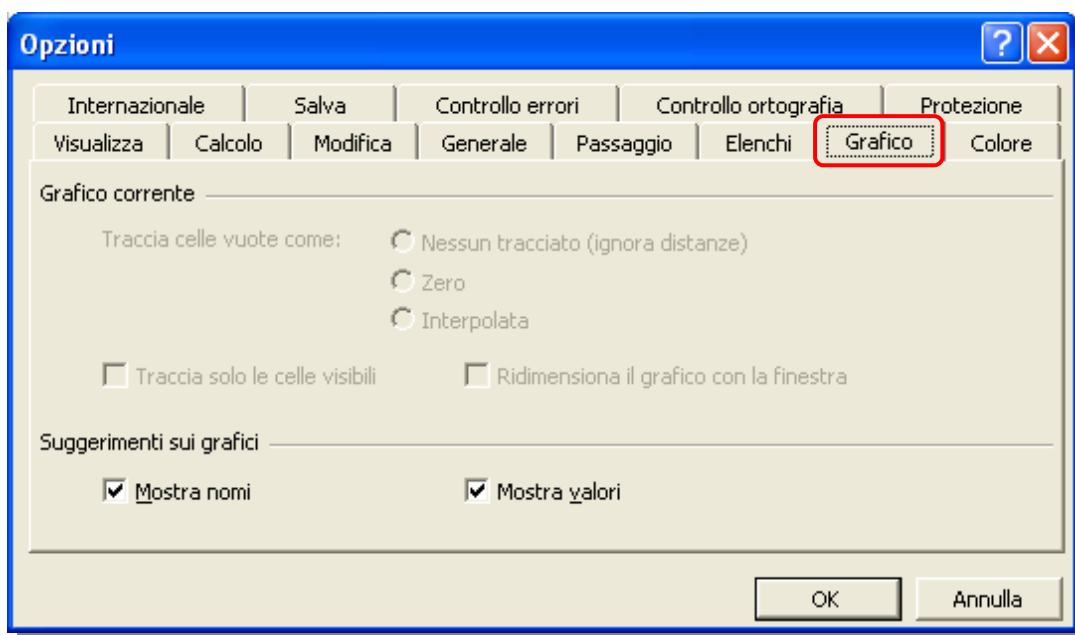 Opzioni
Internazionale Salva Controllo errori Controllo ortografia Protezione
Visualizza Calcolo Modifica Generale Passaggio Elenchi Grafico Colore
Grafico corrente
Traccia celle vuote come: Nessun tracciato (ignora distanze)
Zero
Interpolata
Traccia solo le celle visibili Ridimensiona il grafico con la finestra
Suggerimenti sui grafici
Mostra nomi Mostra valori
OK Annulla